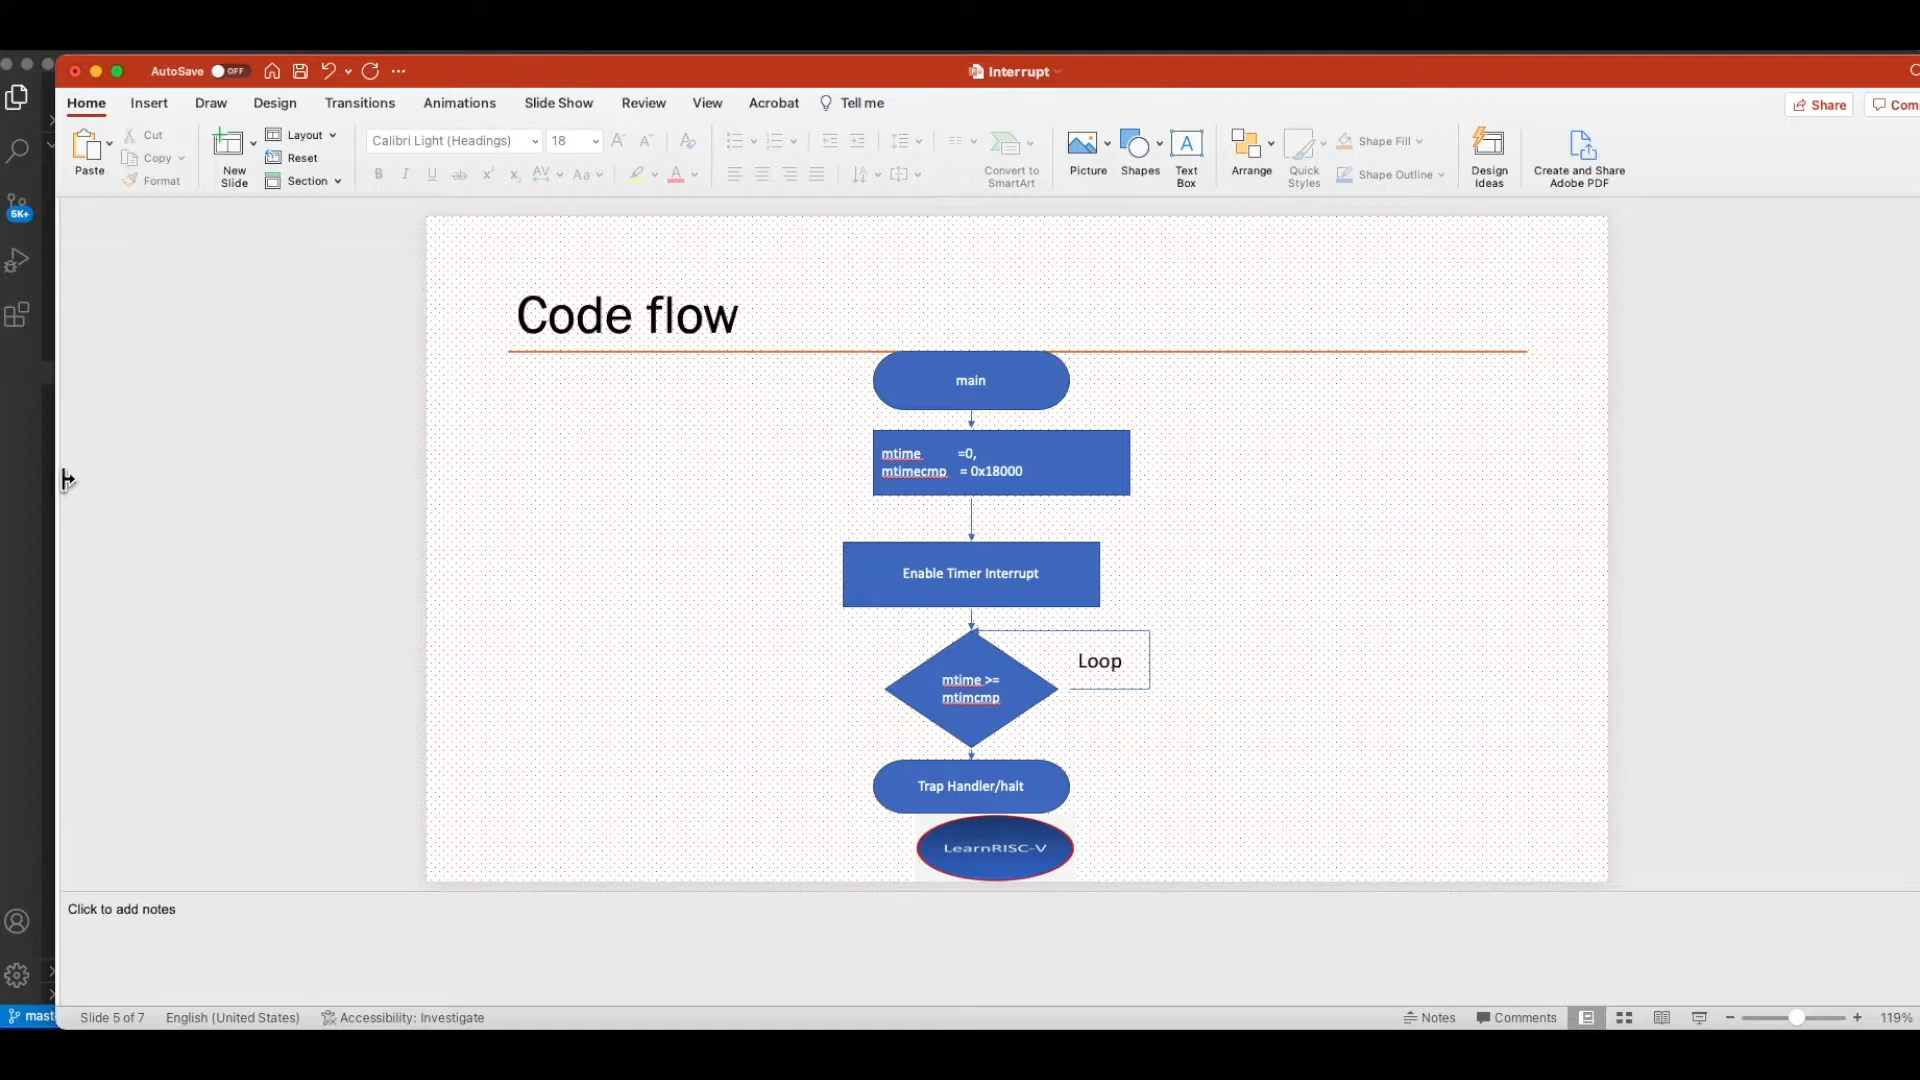 AutoSave OFF
Interrupt
Home Insert Draw Design Transitions Animations Slide Show Review View Acrobat Tell me
Share
Paste
Cut
Copy
Format
New
Slide
Layout
Reset
Section
Calibri Light (Headings) 18
Convert to
SmartArt
Picture
Shapes
Text
Box
Arrange
Quick
Styles
Shape Fill
Shape Outline
Design
Ideas
Create and Share
Adobe PDF
5K+
Code flow
main
mtime =0,
mtimecmp = 0x18000
Enable Timer Interrupt
Loop
mtime >=
mtimcmp
Trap Handler/halt
LearnRISC-V
Click to add notes
Slide 5 of 7 English (United States) Accessibility: Investigate Notes Comments 119%